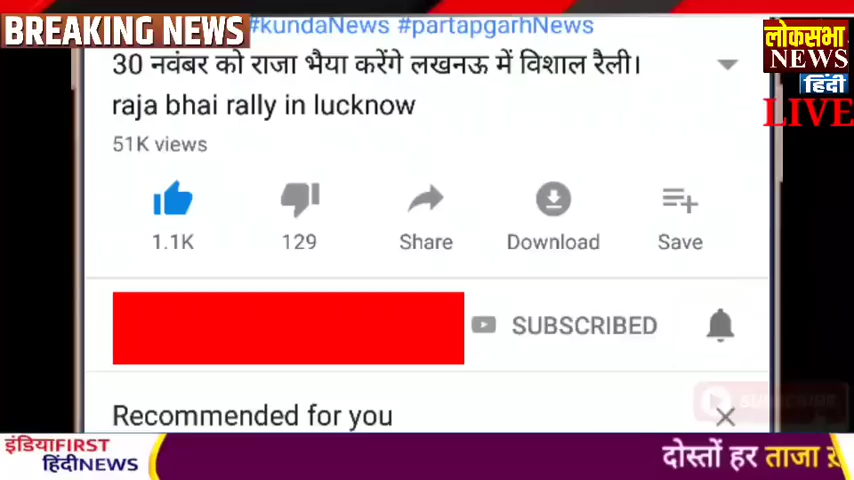 BREAKING NEWS
#kundaNews #partapgarhNews
लोकसभा
NEWS
हिंदी
LIVE
30 नवंबर को राजा भैया करेंगे लखनऊ में विशाल रैली।
raja bhai rally in lucknow
51K views
1.1K
129
Share
Download
Save
SUBSCRIBED
Recommended for you
SUBSCRIBE
इंडियाFIRST
हिंदीNEWS
दोस्तों हर ताजा